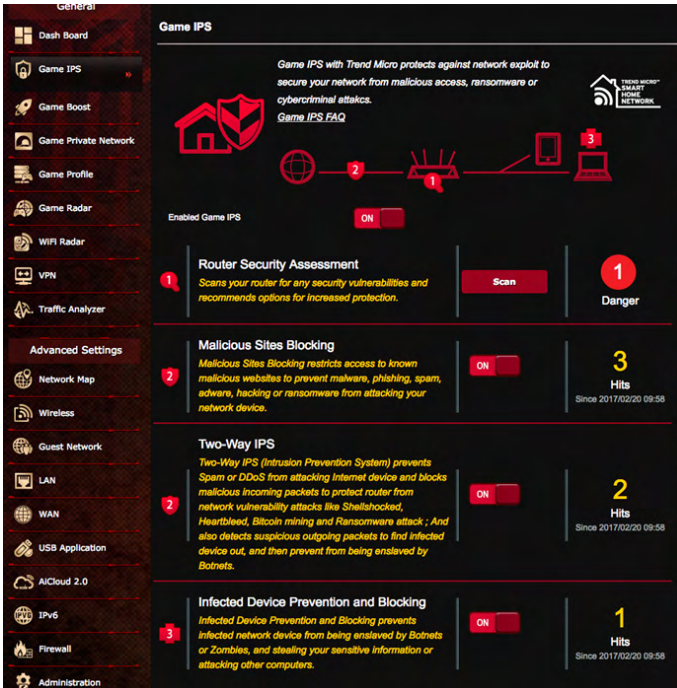 General
Dash Board
Game IPS
Game Boost
Game Private Network
Game Profile
Game Radar
WiFi Radar
VPN
Traffic Analyzer
Advanced Settings
Network Map
Wireless
Guest Network
LAN
WAN
USB Application
AiCloud 2.0
IPv6
Firewall
Administration
Game IPS
Game IPS with Trend Micro protects against network exploit to
secure your network from malicious access, ransomware or
cybercriminal attakcs.
Game IPS FAQ
TREND MICRO™
SMART
HOME
NETWORK
2
1
3
Enabled Game IPS
ON
1
Router Security Assessment
Scans your router for any security vulnerabilities and
recommends options for increased protection.
Scan
1
Danger
2
Malicious Sites Blocking
Malicious Sites Blocking restricts access to known
malicious websites to prevent malware, phishing, spam,
adware, hacking or ransomware from attacking your
network device.
ON
3
Hits
Since 2017/02/20 09:58
2
Two-Way IPS
Two-Way IPS (Intrusion Prevention System) prevents
Spam or DDoS from attacking Internet device and blocks
malicious incoming packets to protect router from
network vulnerability attacks like Shellshocked,
Heartbleed, Bitcoin mining and Ransomware attack ; And
also detects suspicious outgoing packets to find infected
device out, and then prevent from being enslaved by
Botnets.
ON
2
Hits
Since 2017/02/20 09:58
3
Infected Device Prevention and Blocking
Infected Device Prevention and Blocking prevents
infected network device from being enslaved by Botnets
or Zombies, and stealing your sensitive information or
attacking other computers.
ON
1
Hits
Since 2017/02/20 09:58